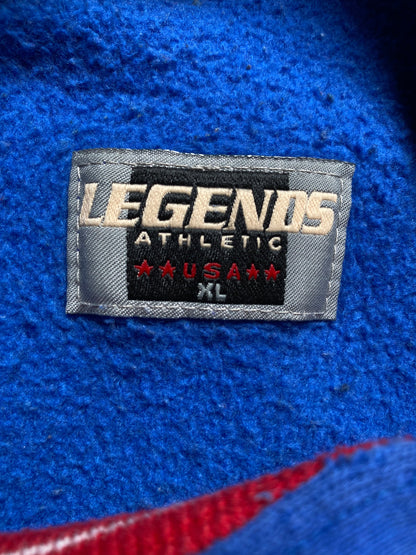 LEGENDS
ATHLETIC
★★USA★★
XL